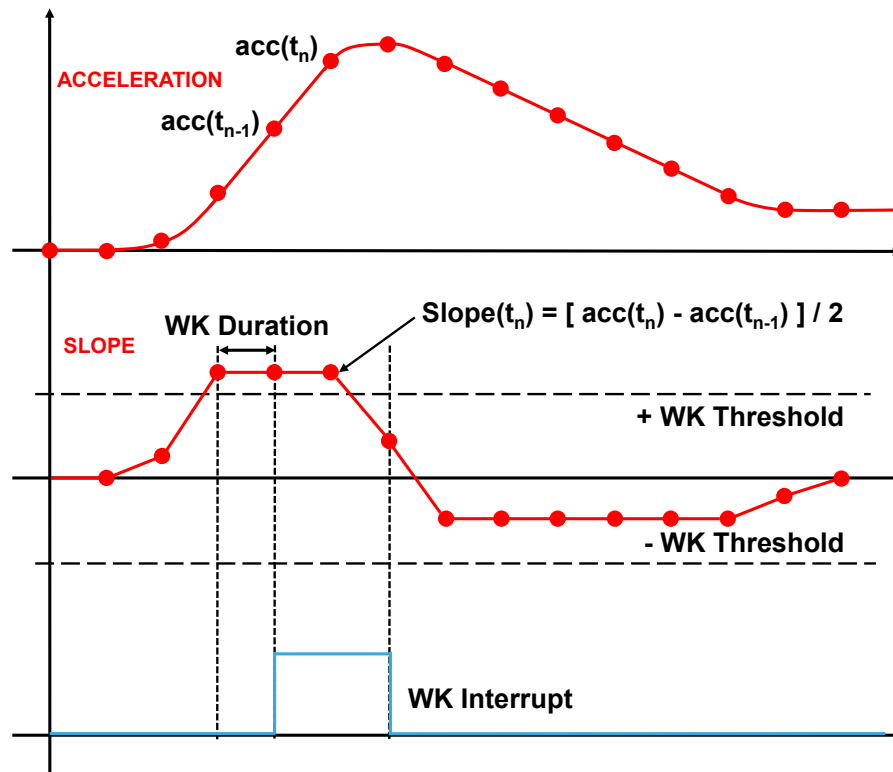 acc(tₙ)
ACCELERATION
acc(tₙ₋₁)
Slope(tₙ) = [ acc(tₙ) - acc(tₙ₋₁) ] / 2
WK Duration
SLOPE
+ WK Threshold
- WK Threshold
WK Interrupt